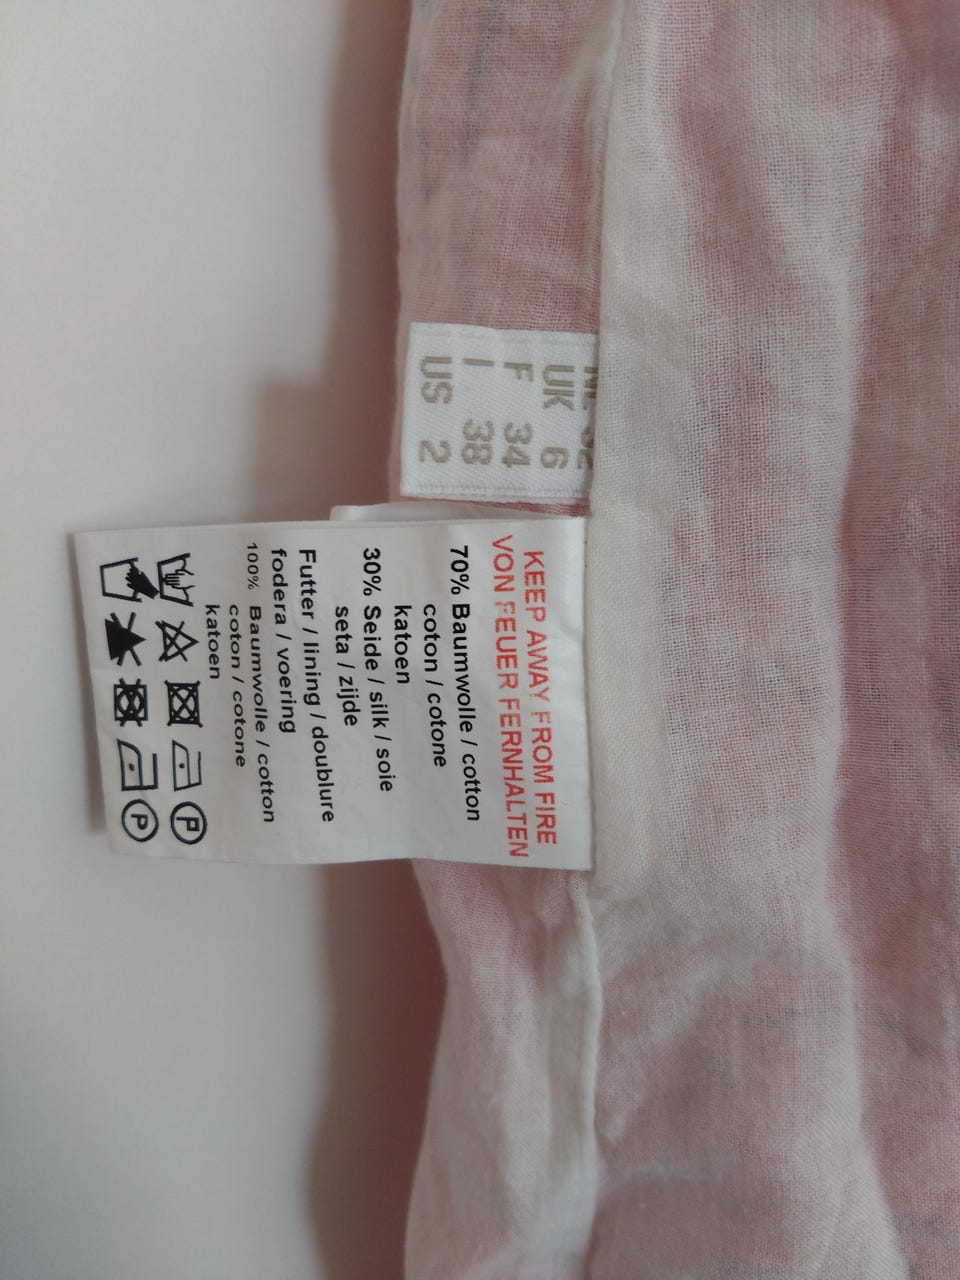 UK 6
F 34
I 38
US 2
KEEP AWAY FROM FIRE
VON FEUER FERNHALTEN
70% Baumwolle / cotton
coton / cotone
katoen
30% Seide / silk / soie
seta / zijde
Futter / lining / doublure
fodera / voering
100% Baumwolle / cotton
coton / cotone
katoen
P
P